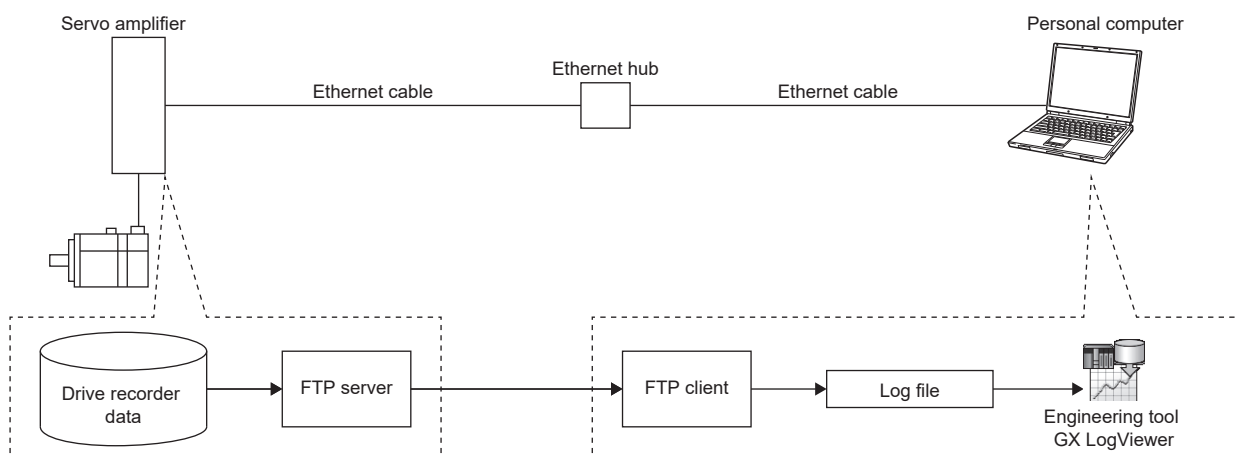 Servo amplifier
Personal computer
Ethernet hub
Ethernet cable
Ethernet cable
Drive recorder
data
FTP server
FTP client
Log file
Engineering tool
GX LogViewer